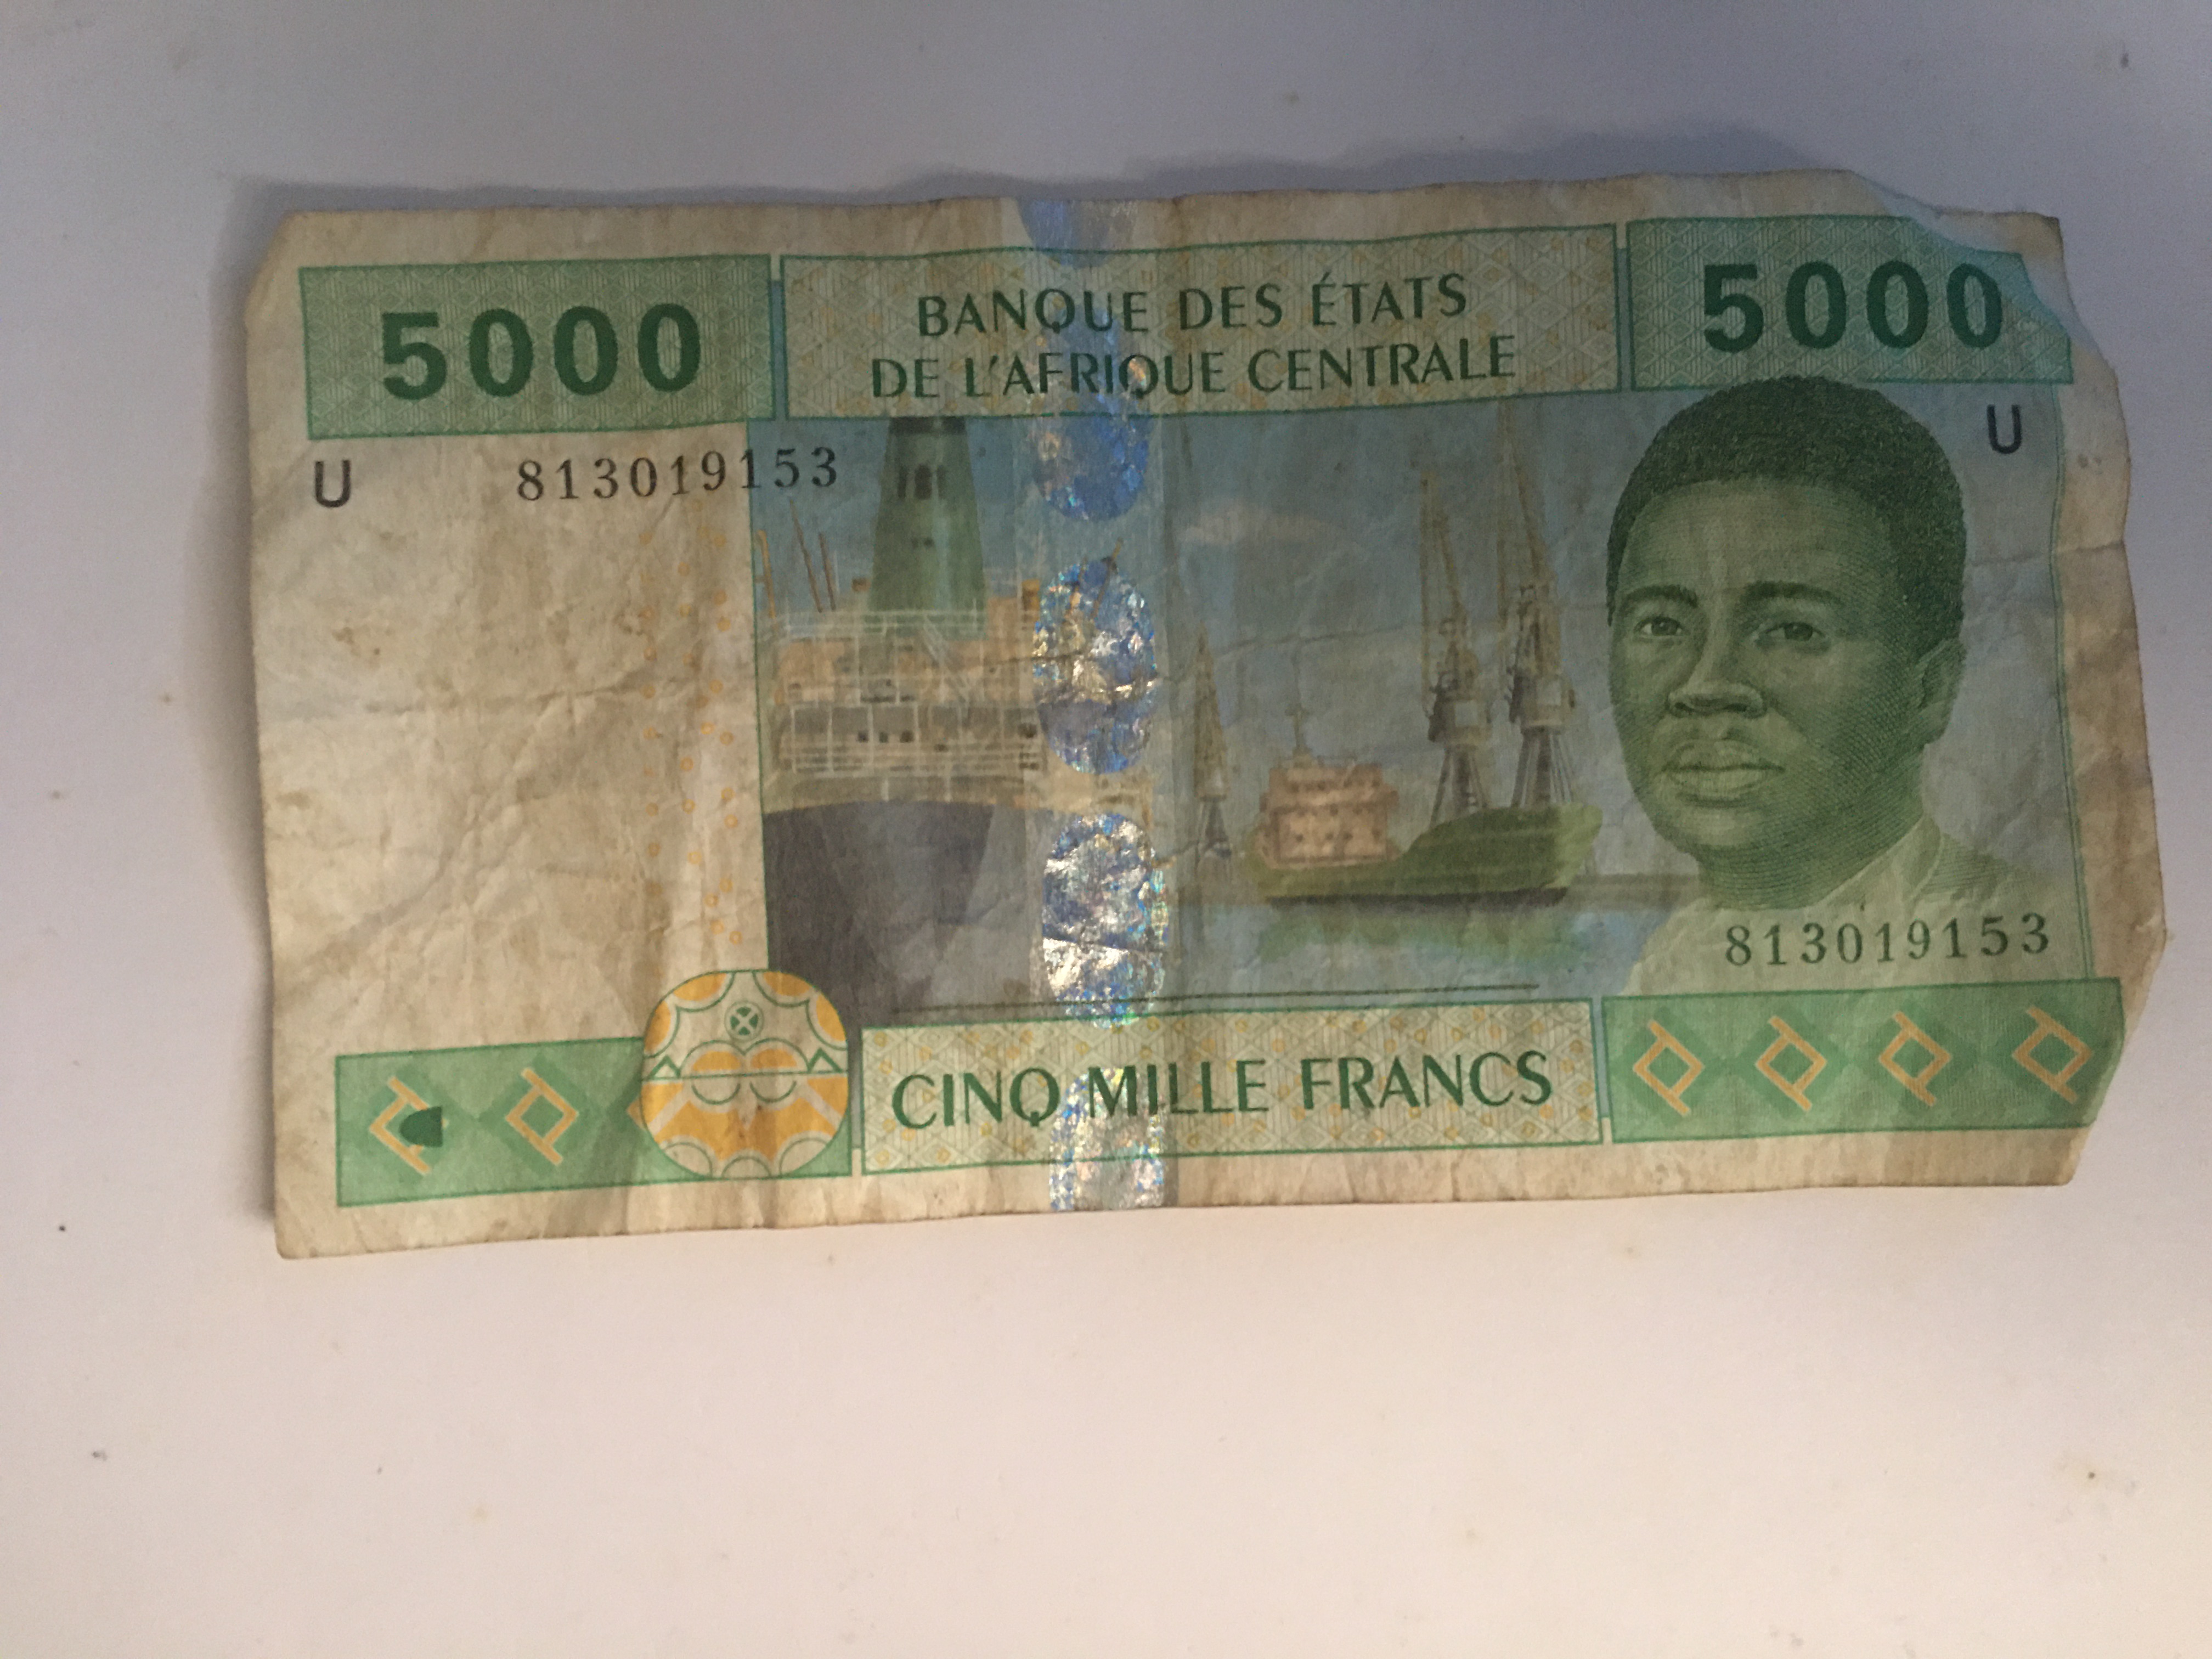 5000
BANQUE DES ÉTATS
DE L'AFRIQUE CENTRALE
5000
U
813019153
U
813019153
CINQ MILLE FRANCS